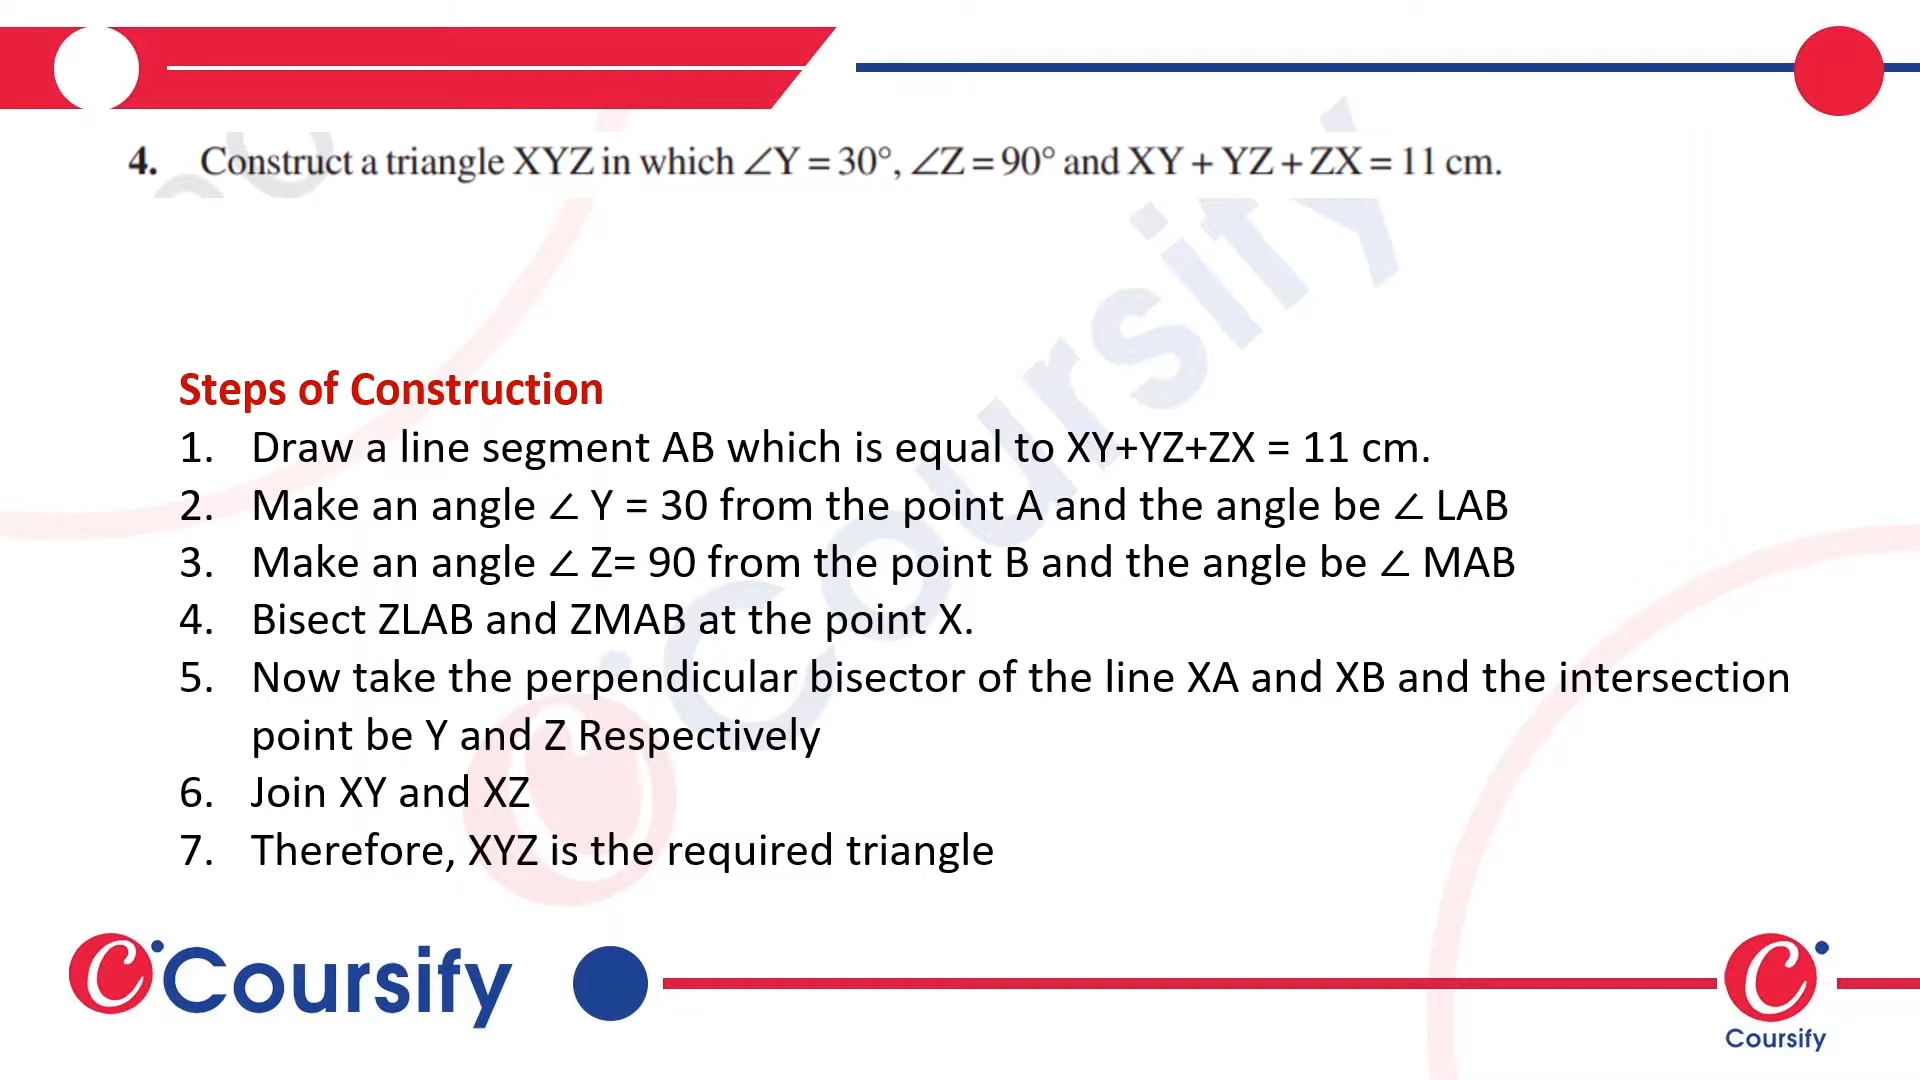 4. Construct a triangle XYZ in which ∠Y = 30°, ∠Z = 90° and XY + YZ + ZX = 11 cm.
Coursify
Steps of Construction
1. Draw a line segment AB which is equal to XY+YZ+ZX = 11 cm.
2. Make an angle ∠ Y = 30 from the point A and the angle be ∠ LAB
3. Make an angle ∠ Z= 90 from the point B and the angle be ∠ MAB
4. Bisect ZLAB and ZMAB at the point X.
5. Now take the perpendicular bisector of the line XA and XB and the intersection
point be Y and Z Respectively
6. Join XY and XZ
7. Therefore, XYZ is the required triangle
Coursify
Coursify